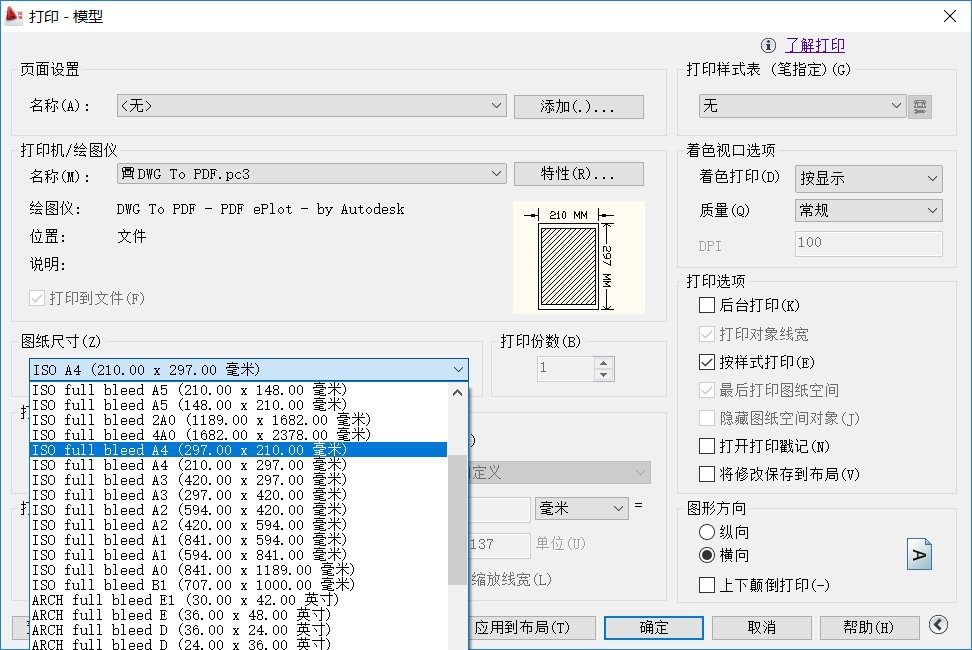 打印 - 模型
了解打印
页面设置
名称(A):
<无>
添加(.)...
打印样式表 (笔指定)(G)
无
打印机/绘图仪
名称(M):
DWG To PDF.pc3
特性(R)...
绘图仪:
DWG To PDF - PDF ePlot - by Autodesk
位置:
文件
说明:
打印到文件(F)
210 MM
297 MM
着色视口选项
着色打印(D)
按显示
质量(Q)
常规
DPI
100
图纸尺寸(Z)
ISO A4 (210.00 x 297.00 毫米)
打印份数(B)
1
ISO full bleed A5 (210.00 x 148.00 毫米)
ISO full bleed A5 (148.00 x 210.00 毫米)
ISO full bleed 2A0 (1189.00 x 1682.00 毫米)
ISO full bleed 4A0 (1682.00 x 2378.00 毫米)
ISO full bleed A4 (297.00 x 210.00 毫米)
ISO full bleed A4 (210.00 x 297.00 毫米)
ISO full bleed A3 (420.00 x 297.00 毫米)
ISO full bleed A3 (297.00 x 420.00 毫米)
ISO full bleed A2 (594.00 x 420.00 毫米)
ISO full bleed A2 (420.00 x 594.00 毫米)
ISO full bleed A1 (841.00 x 594.00 毫米)
ISO full bleed A1 (594.00 x 841.00 毫米)
ISO full bleed A0 (841.00 x 1189.00 毫米)
ISO full bleed B1 (707.00 x 1000.00 毫米)
ARCH full bleed E1 (30.00 x 42.00 英寸)
ARCH full bleed E (36.00 x 48.00 英寸)
ARCH full bleed D (36.00 x 24.00 英寸)
ARCH full bleed D (24.00 x 36.00 英寸)
)
定义
毫米
=
137
单位(U)
缩放线宽(L)
打印选项
后台打印(K)
打印对象线宽
按样式打印(E)
最后打印图纸空间
隐藏图纸空间对象(J)
打开打印戳记(N)
将修改保存到布局(V)
图形方向
纵向
横向
A
上下颠倒打印(-)
应用到布局(T)
确定
取消
帮助(H)